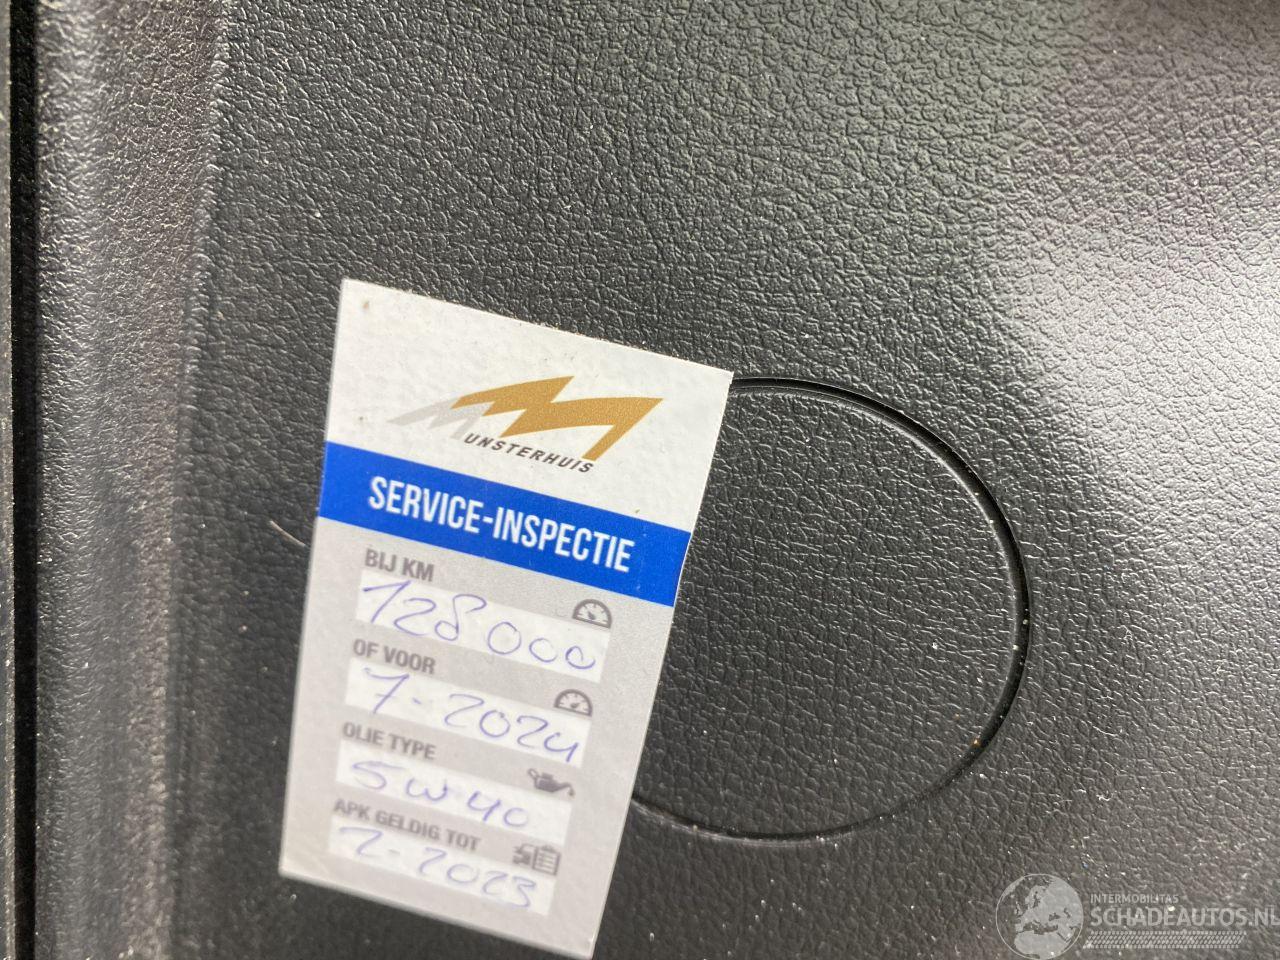 MUNSTERHUIS
SERVICE-INSPECTIE
BIJ KM
128000
OF VOOR
7-2024
OLIE TYPE
5w40
APK GELDIG TOT
2-2023
INTERMOBILITAS
SCHADEAUTOS.NL